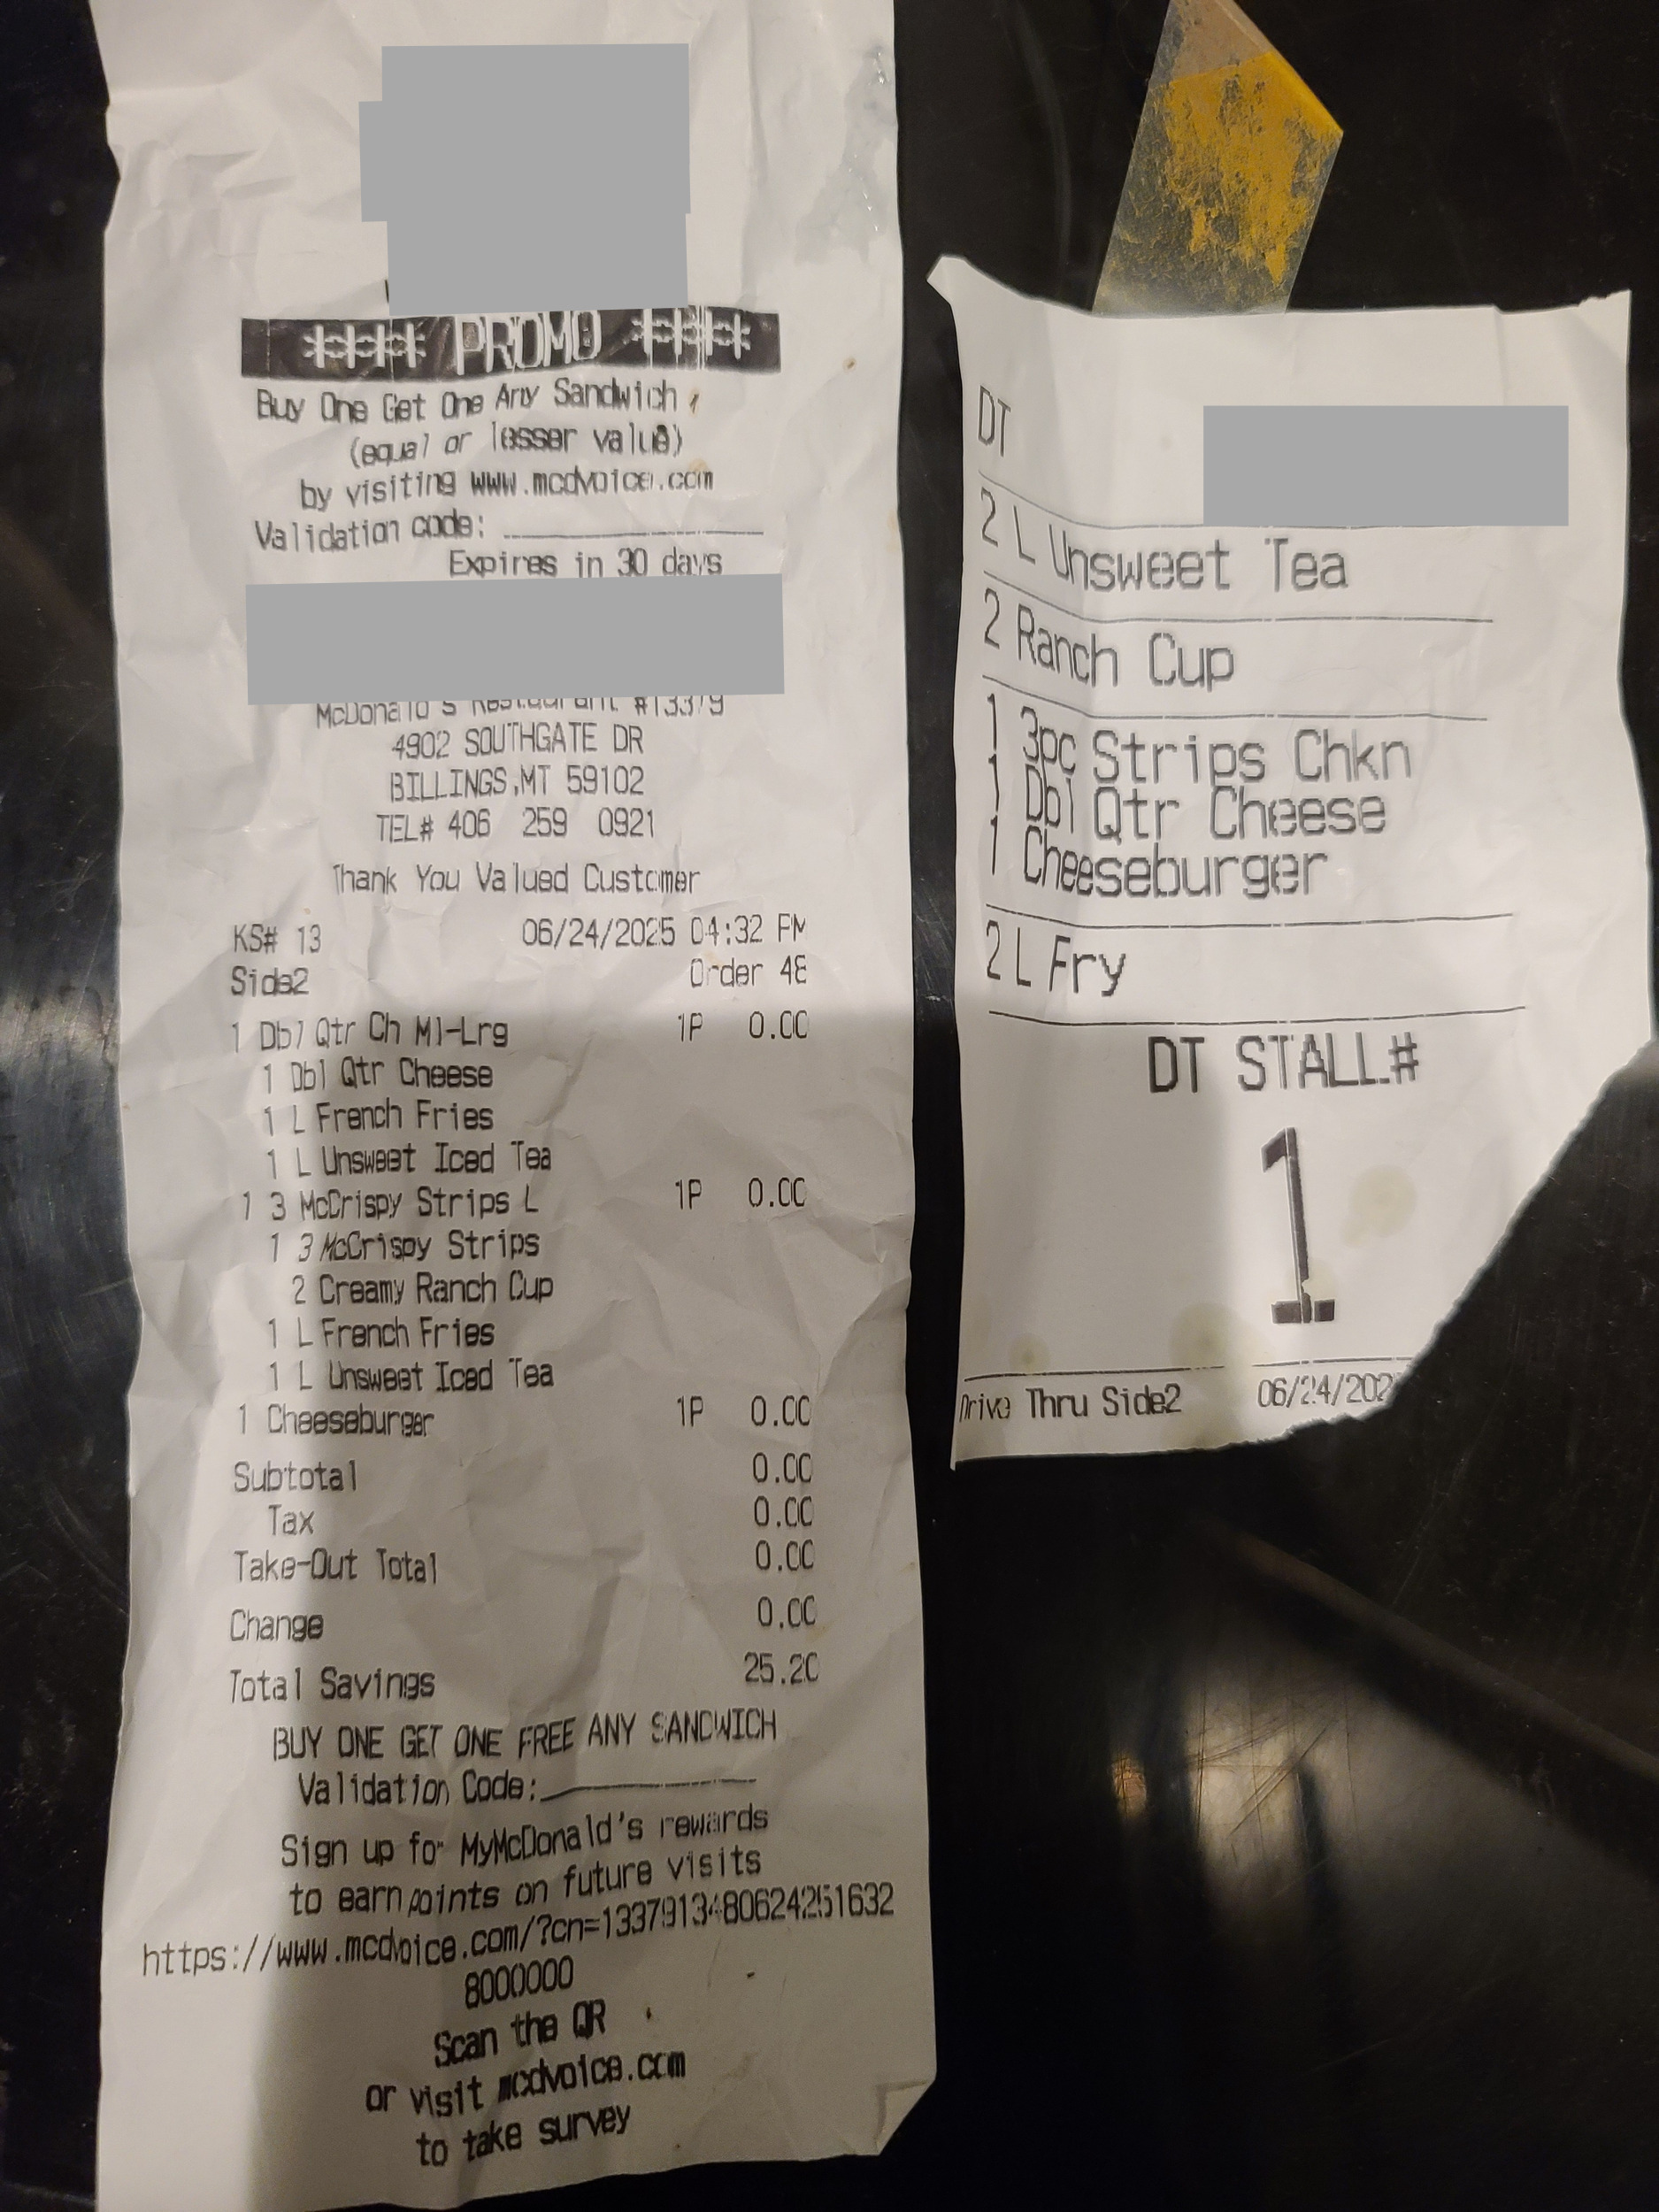 **** PROMO ****
Buy One Get One Any Sandwich
(equal or lesser value)
by visiting www.mcdvoice.com
Validation code:
Expires in 30 days
McDonald's Restaurant #13379
4902 SOUTHGATE DR
BILLINGS,MT 59102
TEL# 406 259 0921
Thank You Valued Customer
KS# 13 06/24/2025 04:32 PM
Side2 Order 48
1 Dbl Qtr Ch Ml-Lrg 1P 0.00
1 Dbl Qtr Cheese
1 L French Fries
1 L Unsweet Iced Tea
1 3 McCrispy Strips L 1P 0.00
1 3 McCrispy Strips
2 Creamy Ranch Cup
1 L French Fries
1 L Unsweet Iced Tea
1 Cheeseburger 1P 0.00
Subtotal 0.00
Tax 0.00
Take-Out Total 0.00
Change 0.00
Total Savings 25.20
BUY ONE GET ONE FREE ANY SANDWICH
Validation Code:
Sign up for MyMcDonald's rewards
to earn points on future visits
https://www.mcdvoice.com/?cn=1337913480624251632
8000000
Scan the QR
or visit mcdvoice.com
to take survey
DT
2 L Unsweet Tea
2 Ranch Cup
1 3pc Strips Chkn
1 Dbl Qtr Cheese
1 Cheeseburger
2 L Fry
DT STALL#
1
Drive Thru Side2 06/24/202